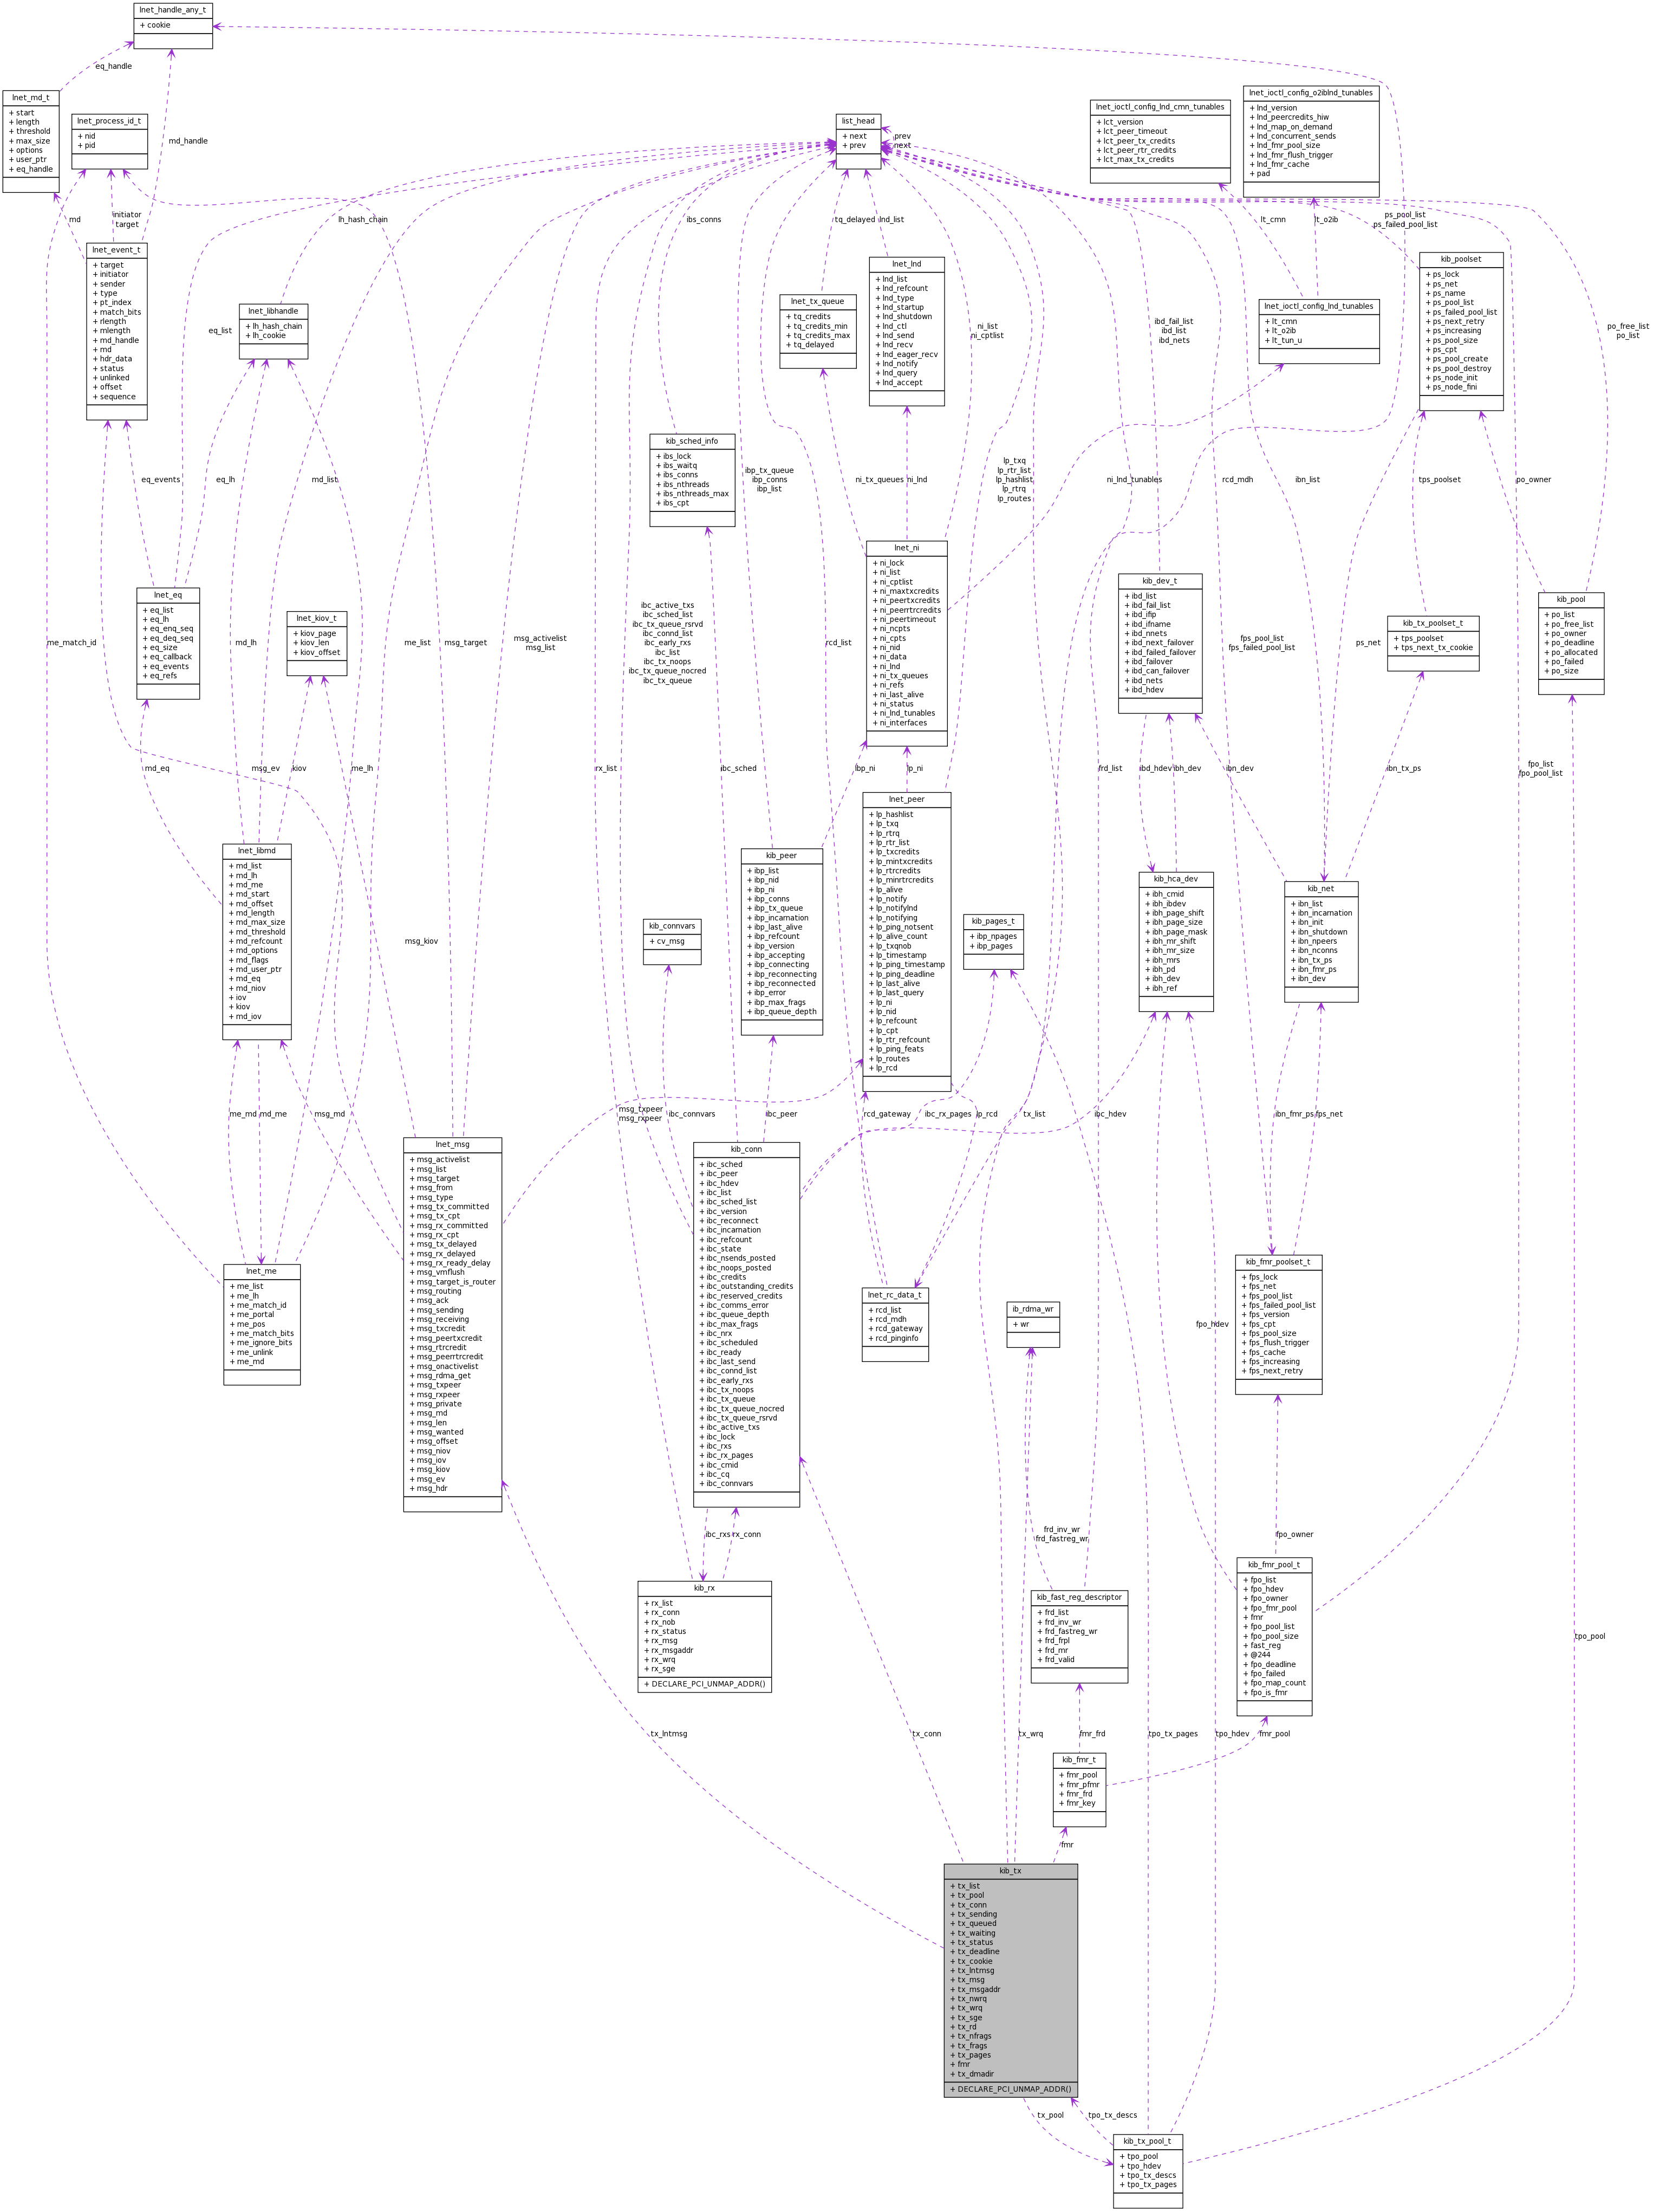 lnet_handle_any_t
+ cookie
eq_handle
lnet_md_t
+ start
+ length
+ threshold
+ max_size
+ options
+ user_ptr
+ eq_handle
lnet_process_id_t
+ nid
+ pid
md_handle
list_head
+ next
+ prev
prev
next
lnet_ioctl_config_lnd_cmn_tunables
+ lct_version
+ lct_peer_timeout
+ lct_peer_tx_credits
+ lct_peer_rtr_credits
+ lct_max_tx_credits
lnet_ioctl_config_o2iblnd_tunables
+ lnd_version
+ lnd_peercredits_hiw
+ lnd_map_on_demand
+ lnd_concurrent_sends
+ lnd_fmr_pool_size
+ lnd_fmr_flush_trigger
+ lnd_fmr_cache
+ pad
md
initiator
target
lh_hash_chain
ibs_conns
tq_delayed
lnd_list
lt_cmn
lt_o2ib
ps_pool_list
ps_failed_pool_list
lnet_event_t
+ target
+ initiator
+ sender
+ type
+ pt_index
+ match_bits
+ rlength
+ mlength
+ md_handle
+ md
+ hdr_data
+ status
+ unlinked
+ offset
+ sequence
lnet_libhandle
+ lh_hash_chain
+ lh_cookie
eq_list
lnet_tx_queue
+ tq_credits
+ tq_credits_min
+ tq_credits_max
+ tq_delayed
lnet_lnd
+ lnd_list
+ lnd_refcount
+ lnd_type
+ lnd_startup
+ lnd_shutdown
+ lnd_ctl
+ lnd_send
+ lnd_recv
+ lnd_eager_recv
+ lnd_notify
+ lnd_query
+ lnd_accept
ni_list
ni_cptlist
ibd_fail_list
ibd_list
ibd_nets
lnet_ioctl_config_lnd_tunables
+ lt_cmn
+ lt_o2ib
+ lt_tun_u
kib_poolset
+ ps_lock
+ ps_net
+ ps_name
+ ps_pool_list
+ ps_failed_pool_list
+ ps_next_retry
+ ps_increasing
+ ps_pool_size
+ ps_cpt
+ ps_pool_create
+ ps_pool_destroy
+ ps_node_init
+ ps_node_fini
po_free_list
po_list
eq_events
eq_lh
md_list
kib_sched_info
+ ibs_lock
+ ibs_waitq
+ ibs_conns
+ ibs_nthreads
+ ibs_nthreads_max
+ ibs_cpt
ibp_tx_queue
ibp_conns
ibp_list
ni_tx_queues
ni_lnd
lp_txq
lp_rtr_list
lp_hashlist
lp_rtrq
lp_routes
ni_lnd_tunables
rcd_mdh
ibn_list
tps_poolset
po_owner
lnet_eq
+ eq_list
+ eq_lh
+ eq_enq_seq
+ eq_deq_seq
+ eq_size
+ eq_callback
+ eq_events
+ eq_refs
lnet_kiov_t
+ kiov_page
+ kiov_len
+ kiov_offset
me_match_id
md_lh
me_list
msg_target
msg_activelist
msg_list
ibc_active_txs
ibc_sched_list
ibc_tx_queue_rsrvd
ibc_connd_list
ibc_early_rxs
ibc_list
ibc_tx_noops
ibc_tx_queue_nocred
ibc_tx_queue
rcd_list
lnet_ni
+ ni_lock
+ ni_list
+ ni_cptlist
+ ni_maxtxcredits
+ ni_peertxcredits
+ ni_peerrtrcredits
+ ni_peertimeout
+ ni_ncpts
+ ni_cpts
+ ni_nid
+ ni_data
+ ni_lnd
+ ni_tx_queues
+ ni_refs
+ ni_last_alive
+ ni_status
+ ni_lnd_tunables
+ ni_interfaces
kib_dev_t
+ ibd_list
+ ibd_fail_list
+ ibd_ifip
+ ibd_ifname
+ ibd_nnets
+ ibd_next_failover
+ ibd_failed_failover
+ ibd_failover
+ ibd_can_failover
+ ibd_nets
+ ibd_hdev
fps_pool_list
fps_failed_pool_list
ps_net
kib_tx_poolset_t
+ tps_poolset
+ tps_next_tx_cookie
kib_pool
+ po_list
+ po_free_list
+ po_owner
+ po_deadline
+ po_allocated
+ po_failed
+ po_size
md_eq
msg_ev
kiov
me_lh
rx_list
ibc_sched
ibp_ni
lp_ni
frd_list
ibd_hdev
ibh_dev
ibn_dev
ibn_tx_ps
fpo_list
fpo_pool_list
lnet_libmd
+ md_list
+ md_lh
+ md_me
+ md_start
+ md_offset
+ md_length
+ md_max_size
+ md_threshold
+ md_refcount
+ md_options
+ md_flags
+ md_user_ptr
+ md_eq
+ md_niov
+ iov
+ kiov
+ md_iov
msg_kiov
kib_connvars
+ cv_msg
kib_peer
+ ibp_list
+ ibp_nid
+ ibp_ni
+ ibp_conns
+ ibp_tx_queue
+ ibp_incarnation
+ ibp_last_alive
+ ibp_refcount
+ ibp_version
+ ibp_accepting
+ ibp_connecting
+ ibp_reconnecting
+ ibp_reconnected
+ ibp_error
+ ibp_max_frags
+ ibp_queue_depth
lnet_peer
+ lp_hashlist
+ lp_txq
+ lp_rtrq
+ lp_rtr_list
+ lp_txcredits
+ lp_mintxcredits
+ lp_rtrcredits
+ lp_minrtrcredits
+ lp_alive
+ lp_notify
+ lp_notifylnd
+ lp_notifying
+ lp_ping_notsent
+ lp_alive_count
+ lp_txqnob
+ lp_timestamp
+ lp_ping_timestamp
+ lp_ping_deadline
+ lp_last_alive
+ lp_last_query
+ lp_ni
+ lp_nid
+ lp_refcount
+ lp_cpt
+ lp_rtr_refcount
+ lp_ping_feats
+ lp_routes
+ lp_rcd
kib_pages_t
+ ibp_npages
+ ibp_pages
kib_hca_dev
+ ibh_cmid
+ ibh_ibdev
+ ibh_page_shift
+ ibh_page_size
+ ibh_page_mask
+ ibh_mr_shift
+ ibh_mr_size
+ ibh_mrs
+ ibh_pd
+ ibh_dev
+ ibh_ref
kib_net
+ ibn_list
+ ibn_incarnation
+ ibn_init
+ ibn_shutdown
+ ibn_npeers
+ ibn_nconns
+ ibn_tx_ps
+ ibn_fmr_ps
+ ibn_dev
me_md
md_me
msg_md
msg_txpeer
msg_rxpeer
ibc_connvars
ibc_peer
rcd_gateway
ibc_rx_pages
lp_rcd
tx_list
ibc_hdev
ibn_fmr_ps
fps_net
lnet_me
+ me_list
+ me_lh
+ me_match_id
+ me_portal
+ me_pos
+ me_match_bits
+ me_ignore_bits
+ me_unlink
+ me_md
lnet_msg
+ msg_activelist
+ msg_list
+ msg_target
+ msg_from
+ msg_type
+ msg_tx_committed
+ msg_tx_cpt
+ msg_rx_committed
+ msg_rx_cpt
+ msg_tx_delayed
+ msg_rx_delayed
+ msg_rx_ready_delay
+ msg_vmflush
+ msg_target_is_router
+ msg_routing
+ msg_ack
+ msg_sending
+ msg_receiving
+ msg_txcredit
+ msg_peertxcredit
+ msg_rtrcredit
+ msg_peerrtrcredit
+ msg_onactivelist
+ msg_rdma_get
+ msg_txpeer
+ msg_rxpeer
+ msg_private
+ msg_md
+ msg_len
+ msg_wanted
+ msg_offset
+ msg_niov
+ msg_iov
+ msg_kiov
+ msg_ev
+ msg_hdr
kib_conn
+ ibc_sched
+ ibc_peer
+ ibc_hdev
+ ibc_list
+ ibc_sched_list
+ ibc_version
+ ibc_reconnect
+ ibc_incarnation
+ ibc_refcount
+ ibc_state
+ ibc_nsends_posted
+ ibc_noops_posted
+ ibc_credits
+ ibc_outstanding_credits
+ ibc_reserved_credits
+ ibc_comms_error
+ ibc_queue_depth
+ ibc_max_frags
+ ibc_nrx
+ ibc_scheduled
+ ibc_ready
+ ibc_last_send
+ ibc_connd_list
+ ibc_early_rxs
+ ibc_tx_noops
+ ibc_tx_queue
+ ibc_tx_queue_nocred
+ ibc_tx_queue_rsrvd
+ ibc_active_txs
+ ibc_lock
+ ibc_rxs
+ ibc_rx_pages
+ ibc_cmid
+ ibc_cq
+ ibc_connvars
lnet_rc_data_t
+ rcd_list
+ rcd_mdh
+ rcd_gateway
+ rcd_pinginfo
ib_rdma_wr
+ wr
fpo_hdev
kib_fmr_poolset_t
+ fps_lock
+ fps_net
+ fps_pool_list
+ fps_failed_pool_list
+ fps_version
+ fps_cpt
+ fps_pool_size
+ fps_flush_trigger
+ fps_cache
+ fps_increasing
+ fps_next_retry
ibc_rxs
rx_conn
frd_inv_wr
frd_fastreg_wr
fpo_owner
kib_rx
+ rx_list
+ rx_conn
+ rx_nob
+ rx_status
+ rx_msg
+ rx_msgaddr
+ rx_wrq
+ rx_sge
+ DECLARE_PCI_UNMAP_ADDR()
kib_fast_reg_descriptor
+ frd_list
+ frd_inv_wr
+ frd_fastreg_wr
+ frd_frpl
+ frd_mr
+ frd_valid
kib_fmr_pool_t
+ fpo_list
+ fpo_hdev
+ fpo_owner
+ fpo_fmr_pool
+ fmr
+ fpo_pool_list
+ fpo_pool_size
+ fast_reg
+ @244
+ fpo_deadline
+ fpo_failed
+ fpo_map_count
+ fpo_is_fmr
tpo_pool
tx_lntmsg
tx_conn
tx_wrq
fmr_frd
tpo_tx_pages
tpo_hdev
fmr_pool
kib_fmr_t
+ fmr_pool
+ fmr_pfmr
+ fmr_frd
+ fmr_key
fmr
kib_tx
+ tx_list
+ tx_pool
+ tx_conn
+ tx_sending
+ tx_queued
+ tx_waiting
+ tx_status
+ tx_deadline
+ tx_cookie
+ tx_lntmsg
+ tx_msg
+ tx_msgaddr
+ tx_nwrq
+ tx_wrq
+ tx_sge
+ tx_rd
+ tx_nfrags
+ tx_frags
+ tx_pages
+ fmr
+ tx_dmadir
+ DECLARE_PCI_UNMAP_ADDR()
tx_pool
tpo_tx_descs
kib_tx_pool_t
+ tpo_pool
+ tpo_hdev
+ tpo_tx_descs
+ tpo_tx_pages